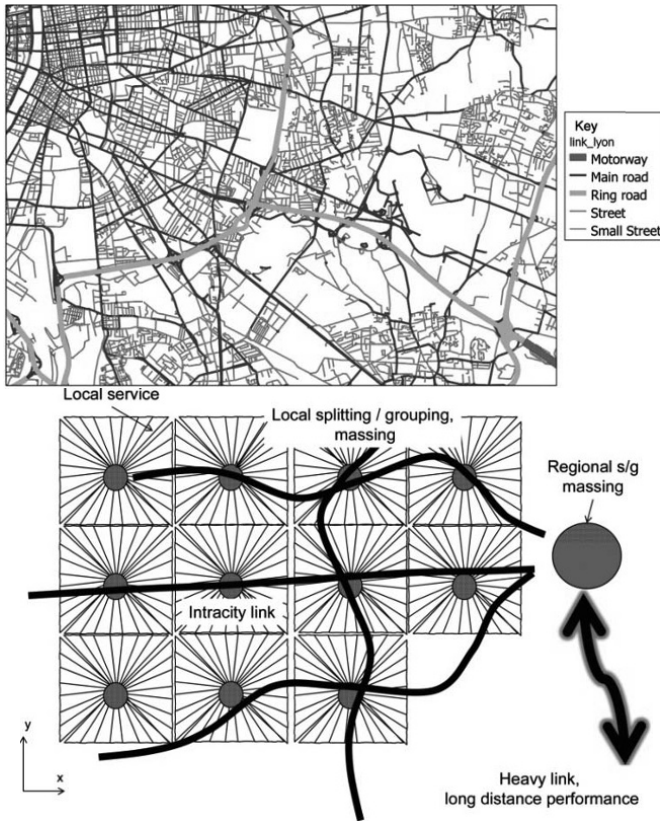 Key
link_lyon
Motorway
Main road
Ring road
Street
Small Street
Local service
Local splitting / grouping,
massing
Regional s/g
massing
Intracity link
y
x
Heavy link,
long distance performance